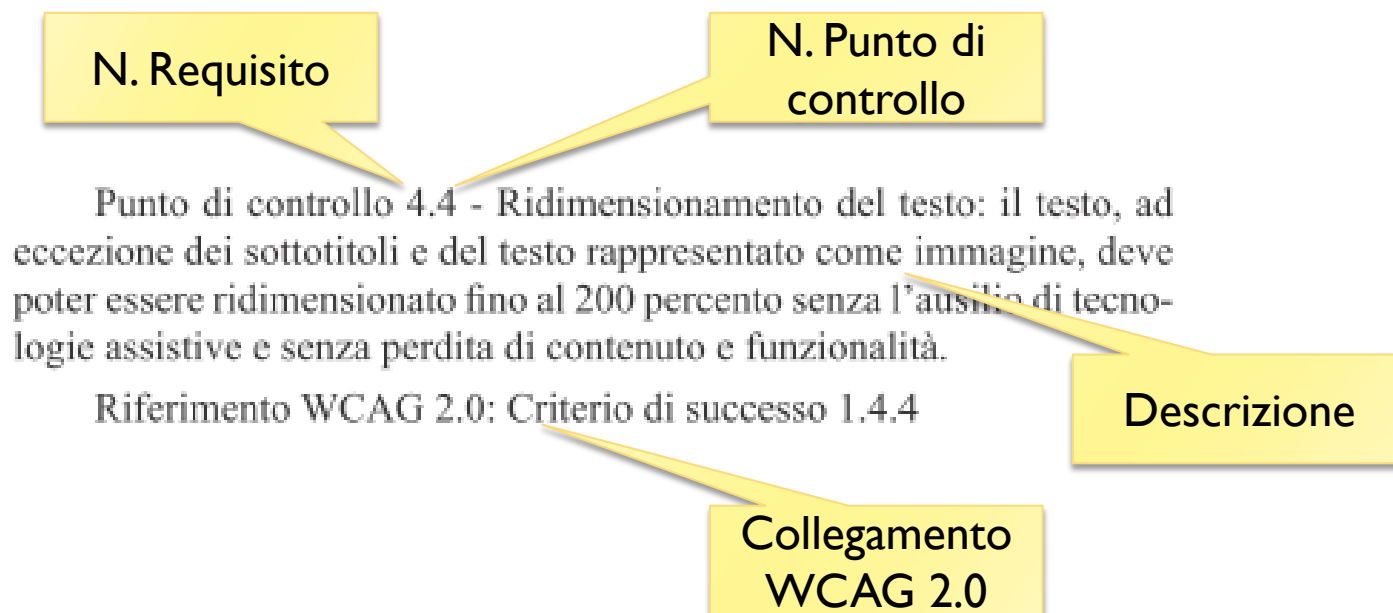 N. Requisito
N. Punto di
controllo
Punto di controllo 4.4 - Ridimensionamento del testo: il testo, ad
eccezione dei sottotitoli e del testo rappresentato come immagine, deve
poter essere ridimensionato fino al 200 percento senza l’ausilio di tecno-
logie assistive e senza perdita di contenuto e funzionalità.
Riferimento WCAG 2.0: Criterio di successo 1.4.4
Descrizione
Collegamento
WCAG 2.0